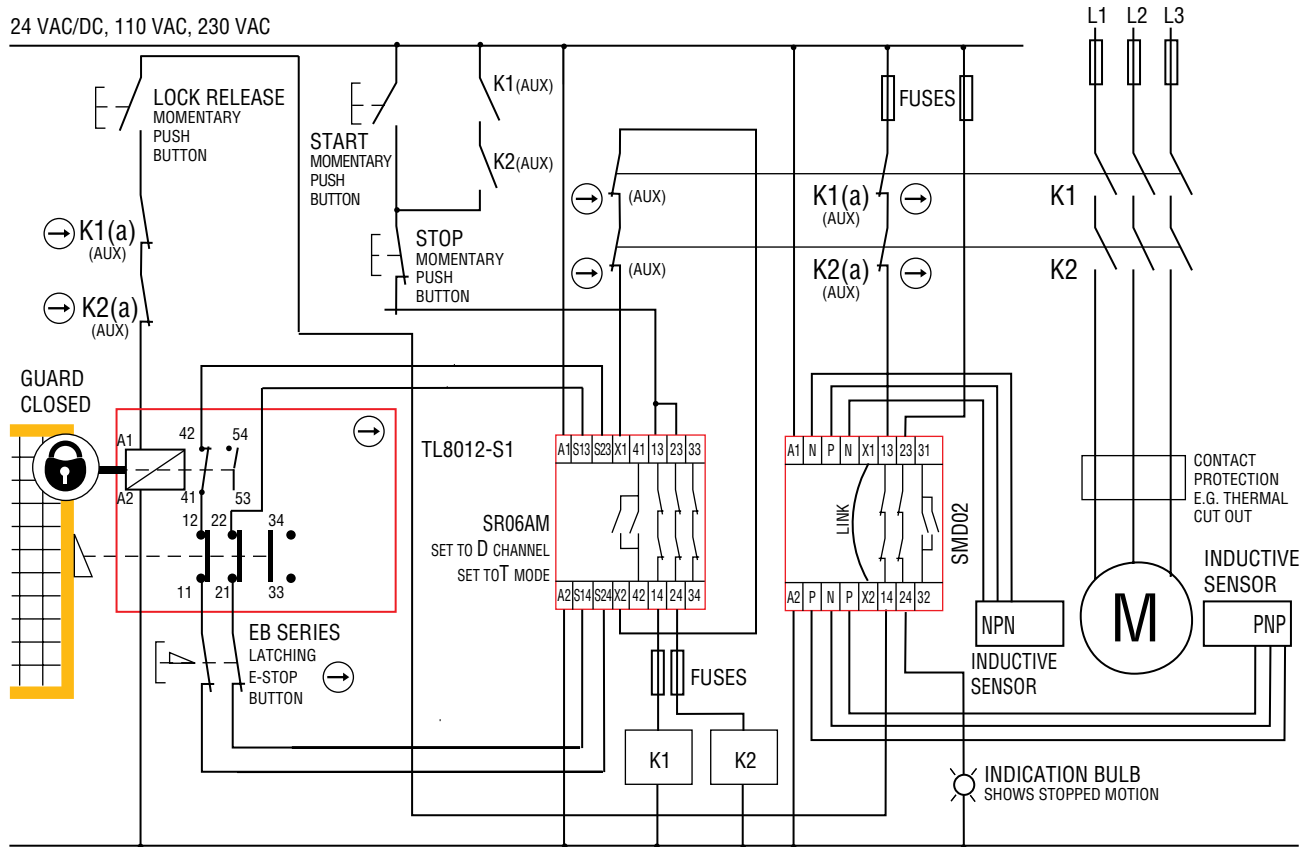 24 VAC/DC, 110 VAC, 230 VAC
L1 L2 L3
LOCK RELEASE
MOMENTARY
PUSH
BUTTON
START
MOMENTARY
PUSH
BUTTON
K1(AUX)
K2(AUX)
STOP
MOMENTARY
PUSH
BUTTON
(AUX)
(AUX)
FUSES
K1(a)
(AUX)
K2(a)
(AUX)
K1
K2
K1(a)
(AUX)
K2(a)
(AUX)
GUARD
CLOSED
A1
A2
42 54
41 53
12 22 34
11 21 33
TL8012-S1
A1 S13 S23 X1 41 13 23 33
SR06AM
SET TO D CHANNEL
SET TO T MODE
A2 S14 S24 X2 42 14 24 34
A1 N P N X1 13 23 31
LINK
SMD02
A2 P N P X2 14 24 32
CONTACT
PROTECTION
E.G. THERMAL
CUT OUT
INDUCTIVE
SENSOR
PNP
M
NPN
INDUCTIVE
SENSOR
EB SERIES
LATCHING
E-STOP
BUTTON
FUSES
K1
K2
INDICATION BULB
SHOWS STOPPED MOTION